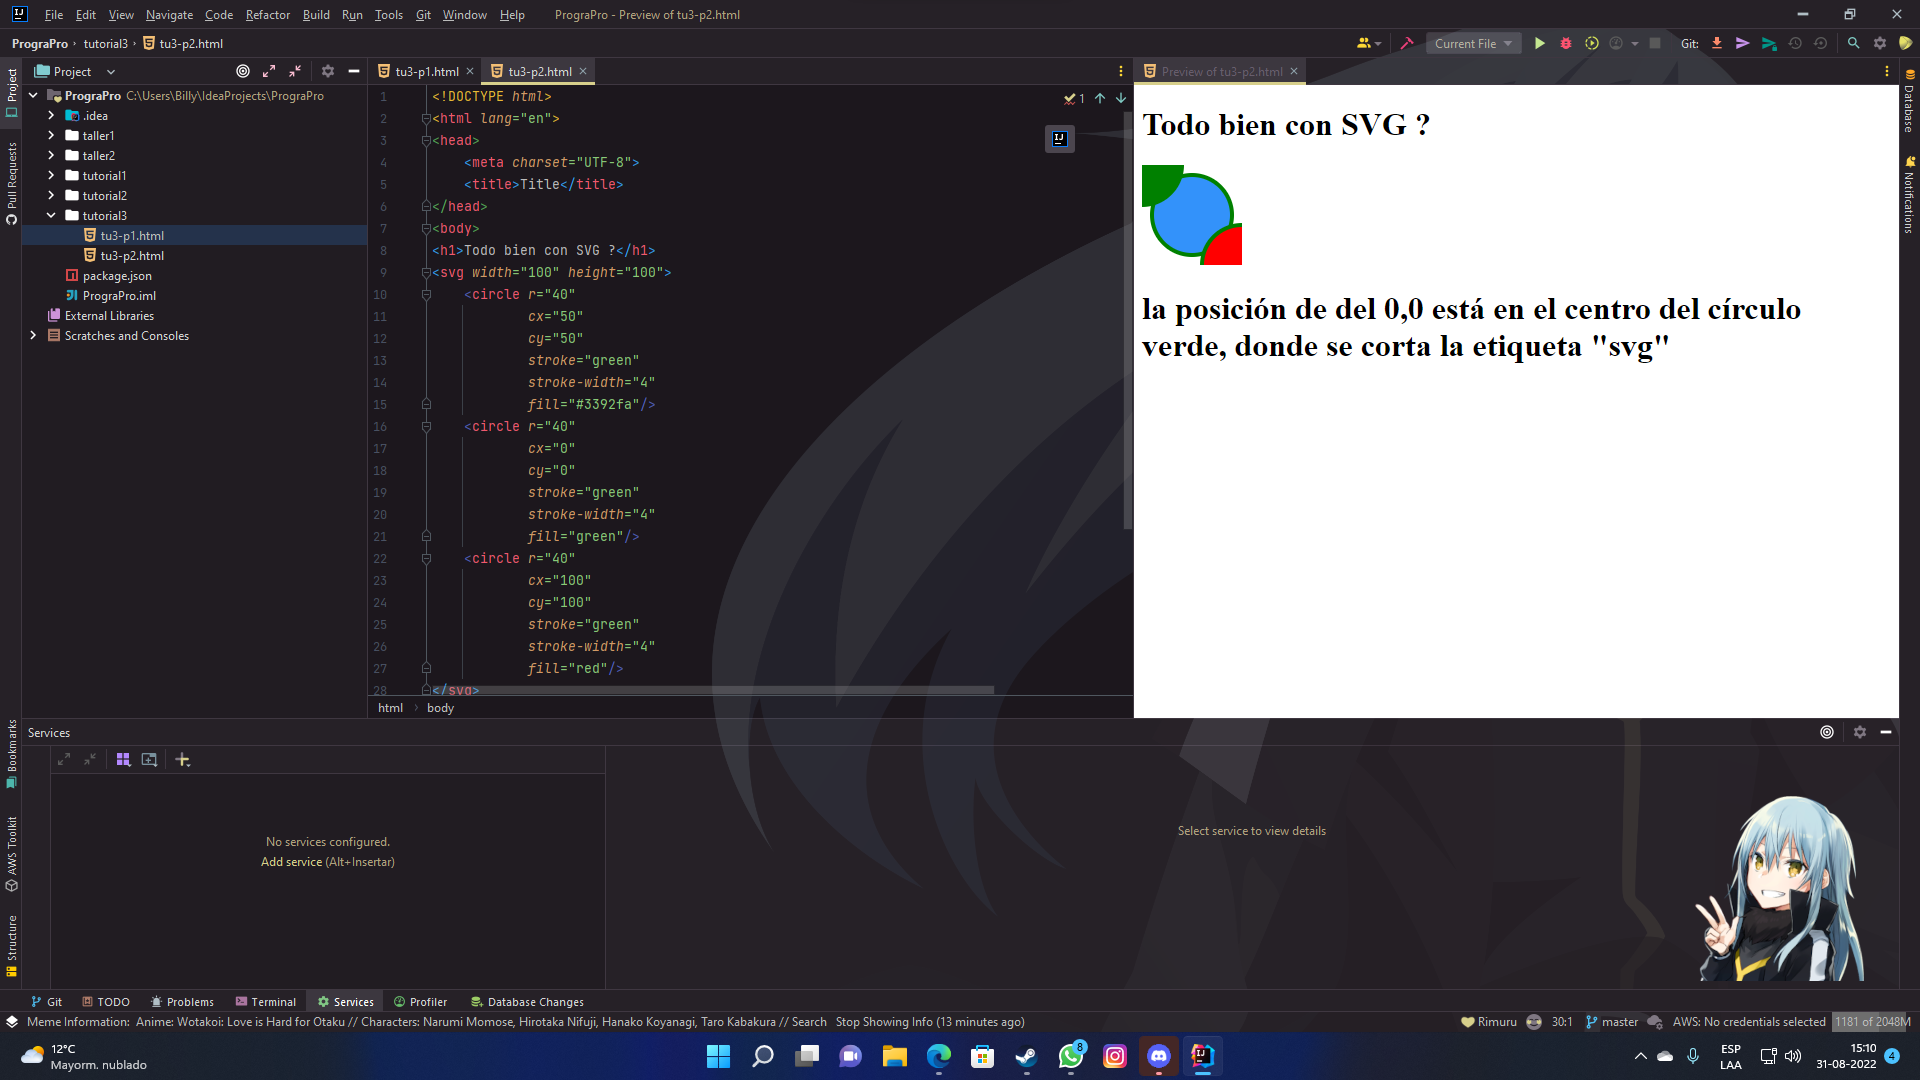 File Edit View Navigate Code Refactor Build Run Tools Git Window Help PrograPro - Preview of tu3-p2.html
PrograPro tutorial3 tu3-p2.html Current File Git:
Project
tu3-p1.html tu3-p2.html Preview of tu3-p2.html
PrograPro C:\Users\Billy\IdeaProjects\PrograPro
.idea
taller1
taller2
tutorial1
tutorial2
tutorial3
tu3-p1.html
tu3-p2.html
package.json
PrograPro.iml
External Libraries
Scratches and Consoles
Project
Pull Requests
Bookmarks
AWS Toolkit
Structure
1 <!DOCTYPE html>
2 <html lang="en">
3 <head>
4 <meta charset="UTF-8">
5 <title>Title</title>
6 </head>
7 <body>
8 <h1>Todo bien con SVG ?</h1>
9 <svg width="100" height="100">
10 <circle r="40"
11 cx="50"
12 cy="50"
13 stroke="green"
14 stroke-width="4"
15 fill="#3392fa"/>
16 <circle r="40"
17 cx="0"
18 cy="0"
19 stroke="green"
20 stroke-width="4"
21 fill="green"/>
22 <circle r="40"
23 cx="100"
24 cy="100"
25 stroke="green"
26 stroke-width="4"
27 fill="red"/>
28 </svg>
1
html body
Todo bien con SVG ?
la posición de del 0,0 está en el centro del círculo
verde, donde se corta la etiqueta "svg"
Database
Notifications
Services
No services configured.
Add service (Alt+Insertar)
Select service to view details
Git TODO Problems Terminal Services Profiler Database Changes
Meme Information: Anime: Wotakoi: Love is Hard for Otaku // Characters: Narumi Momose, Hirotaka Nifuji, Hanako Koyanagi, Taro Kabakura // Search Stop Showing Info (13 minutes ago) Rimuru 30:1 master AWS: No credentials selected 1181 of 2048M
12°C
Mayorm. nublado
8
ESP
LAA
15:10
31-08-2022
4